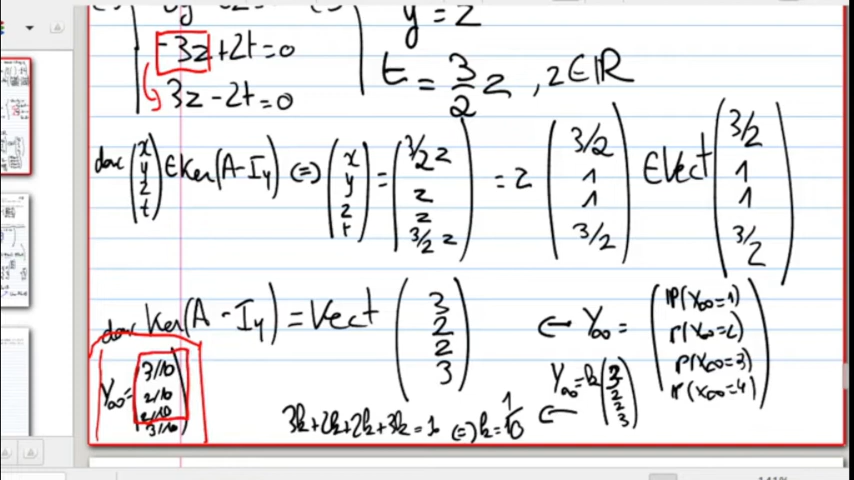 y = z
-3z + 2t = 0
t = 3/2 z , z ∈ ℝ
3z - 2t = 0
donc (x y z t) ∈ Ker(A - I₄) ⇔ (x y z t) = (3/2 z z z 3/2 z) = z (3/2 1 1 3/2) ∈ Vect (3/2 1 1 3/2)
donc Ker(A - I₄) = Vect (3 2 2 3) ← Y∞ = (P(X∞=1) P(X∞=2) P(X∞=3) P(X∞=4))
Y∞ = k (3 2 2 3)
3k + 2k + 2k + 3k = 1 ⇔ k = 1/10 ←
Y∞ = (3/10 2/10 2/10 3/10)